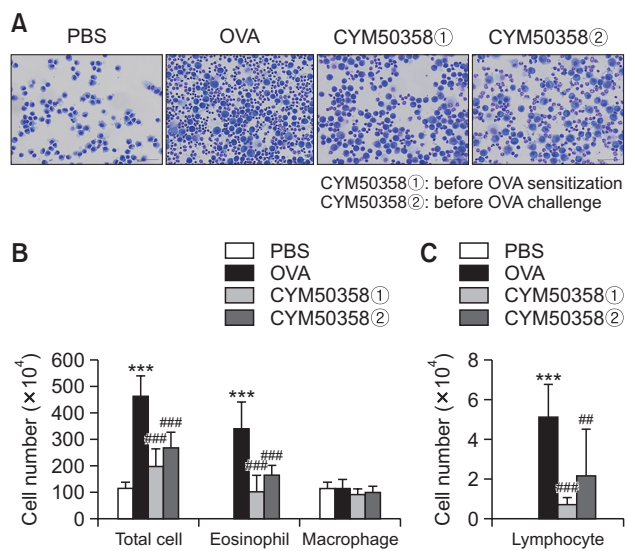 A
PBS OVA CYM50358① CYM50358②
CYM50358①: before OVA sensitization
CYM50358②: before OVA challenge
B
PBS
OVA
CYM50358①
CYM50358②
Cell number (×10⁴)
600
500
400
300
200
100
0
***
###
###
***
###
###
Total cell Eosinophil Macrophage
C
PBS
OVA
CYM50358①
CYM50358②
Cell number (×10⁴)
8
6
4
2
0
***
###
##
Lymphocyte